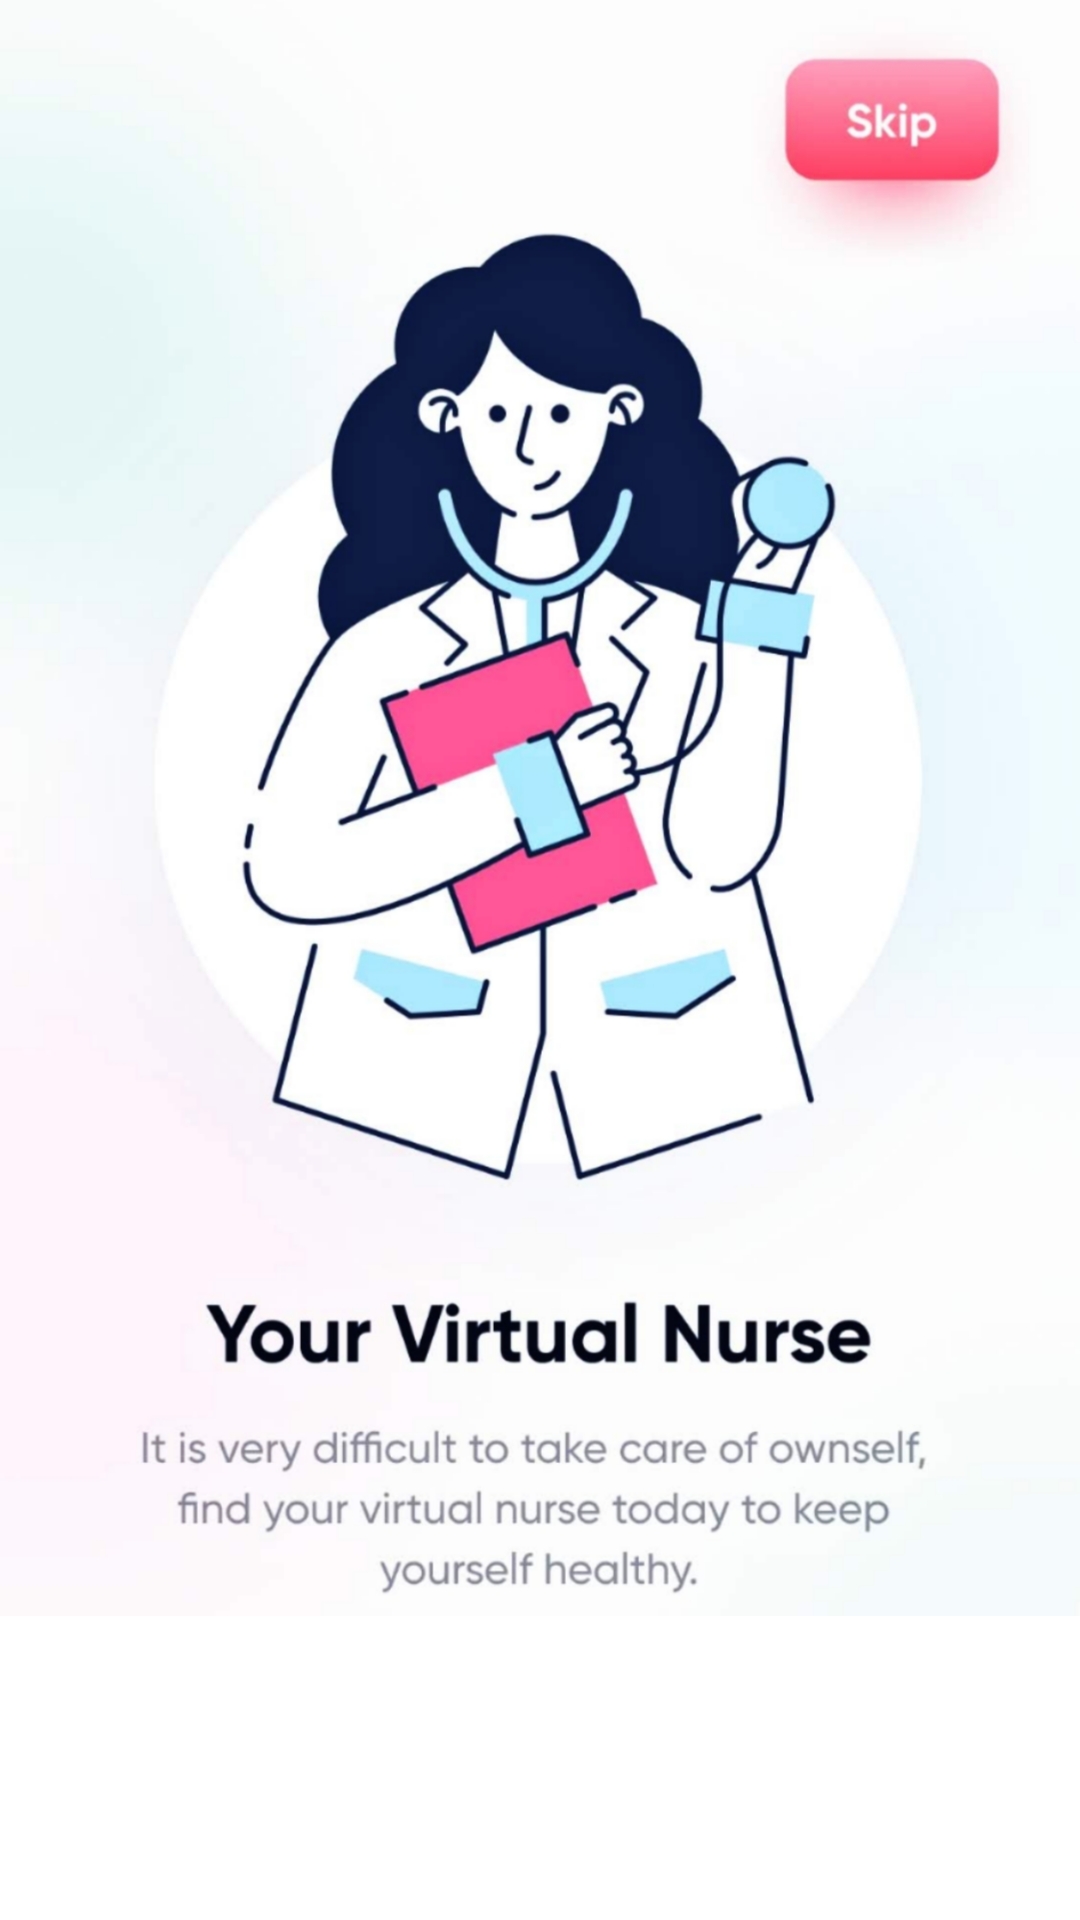 Skip
Your Virtual Nurse
It is very difficult to take care of ownself,
find your virtual nurse today to keep
yourself healthy.